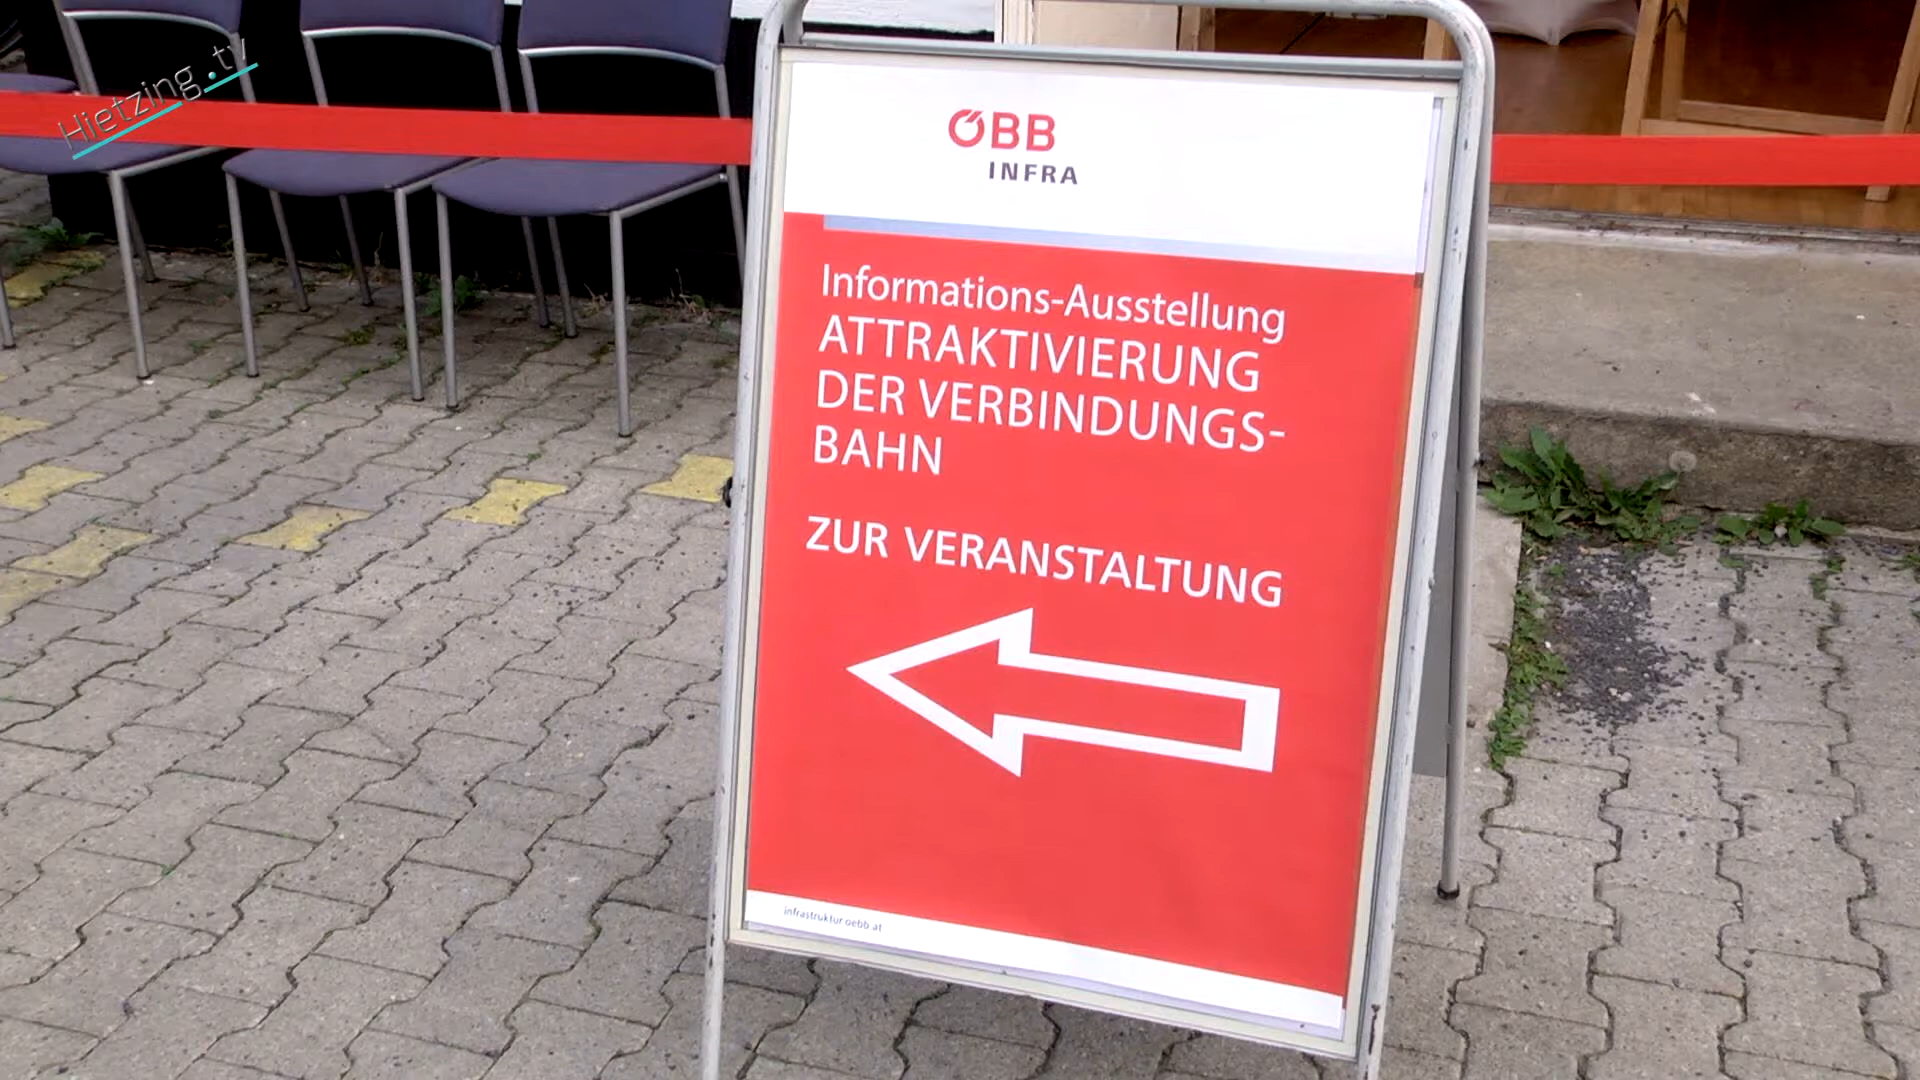 Hietzing.tv
ÖBB
INFRA
Informations-Ausstellung
ATTRAKTIVIERUNG
DER VERBINDUNGS-
BAHN
ZUR VERANSTALTUNG
infrastruktur.oebb.at